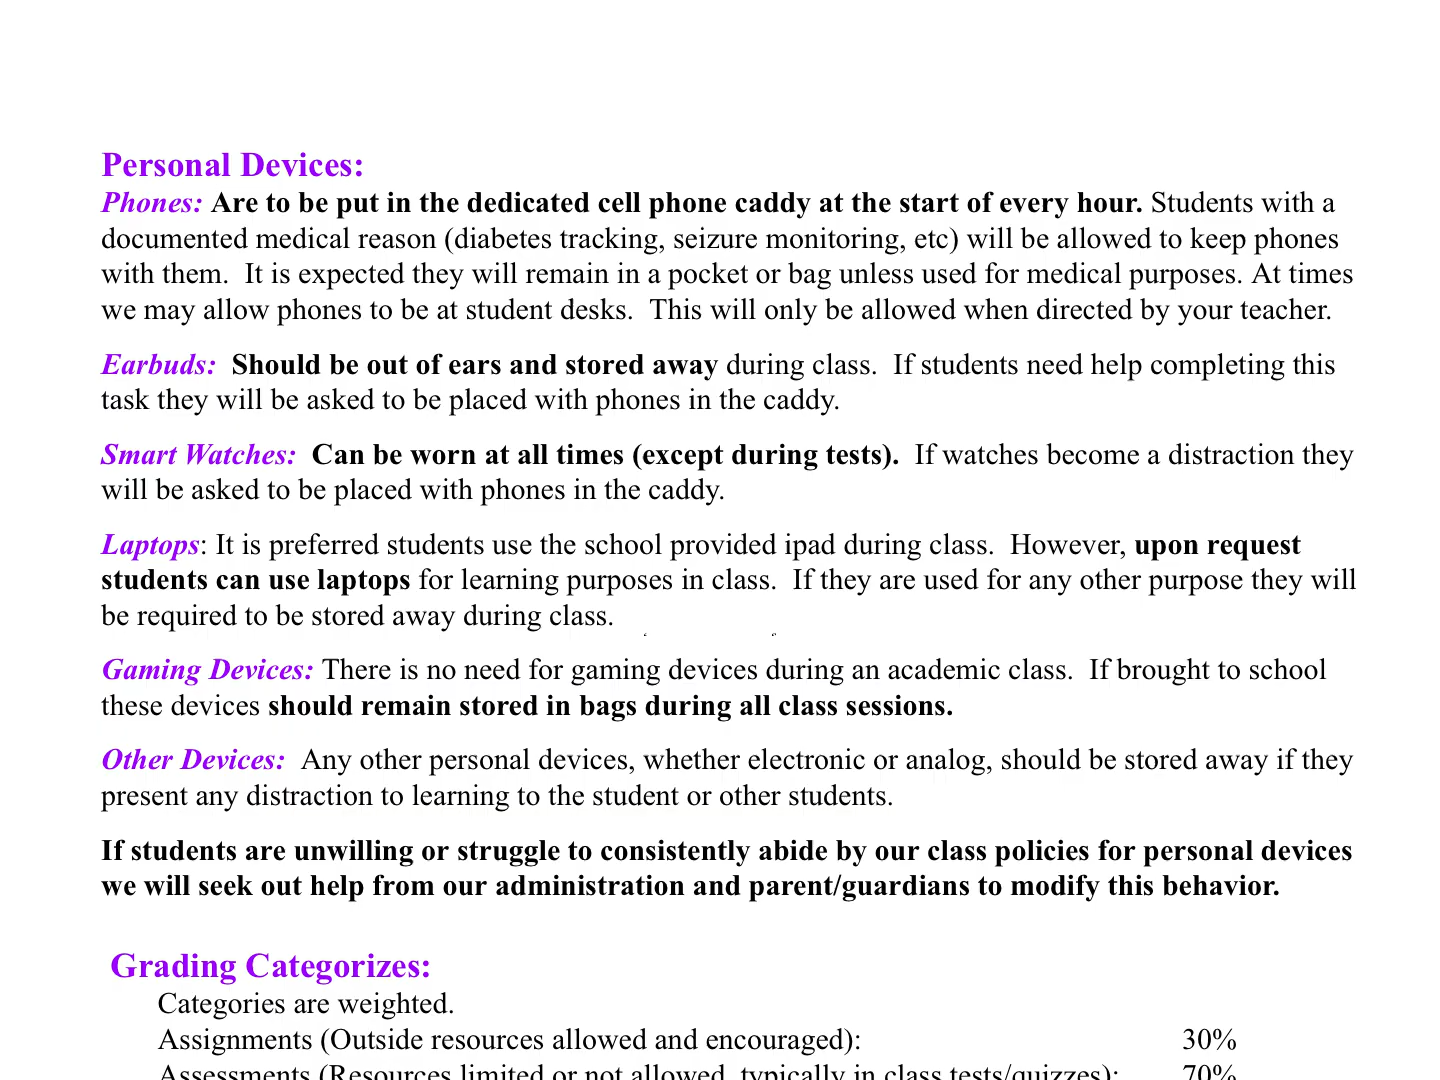 Personal Devices:
Phones: Are to be put in the dedicated cell phone caddy at the start of every hour. Students with a
documented medical reason (diabetes tracking, seizure monitoring, etc) will be allowed to keep phones
with them.  It is expected they will remain in a pocket or bag unless used for medical purposes. At times
we may allow phones to be at student desks.  This will only be allowed when directed by your teacher.
Earbuds:  Should be out of ears and stored away during class.  If students need help completing this
task they will be asked to be placed with phones in the caddy.
Smart Watches:  Can be worn at all times (except during tests).  If watches become a distraction they
will be asked to be placed with phones in the caddy.
Laptops: It is preferred students use the school provided ipad during class.  However, upon request
students can use laptops for learning purposes in class.  If they are used for any other purpose they will
be required to be stored away during class.
Gaming Devices: There is no need for gaming devices during an academic class.  If brought to school
these devices should remain stored in bags during all class sessions.
Other Devices:  Any other personal devices, whether electronic or analog, should be stored away if they
present any distraction to learning to the student or other students.
If students are unwilling or struggle to consistently abide by our class policies for personal devices
we will seek out help from our administration and parent/guardians to modify this behavior.
Grading Categorizes:
Categories are weighted.
Assignments (Outside resources allowed and encouraged): 30%
Assessments (Resources limited or not allowed, typically in class tests/quizzes): 70%